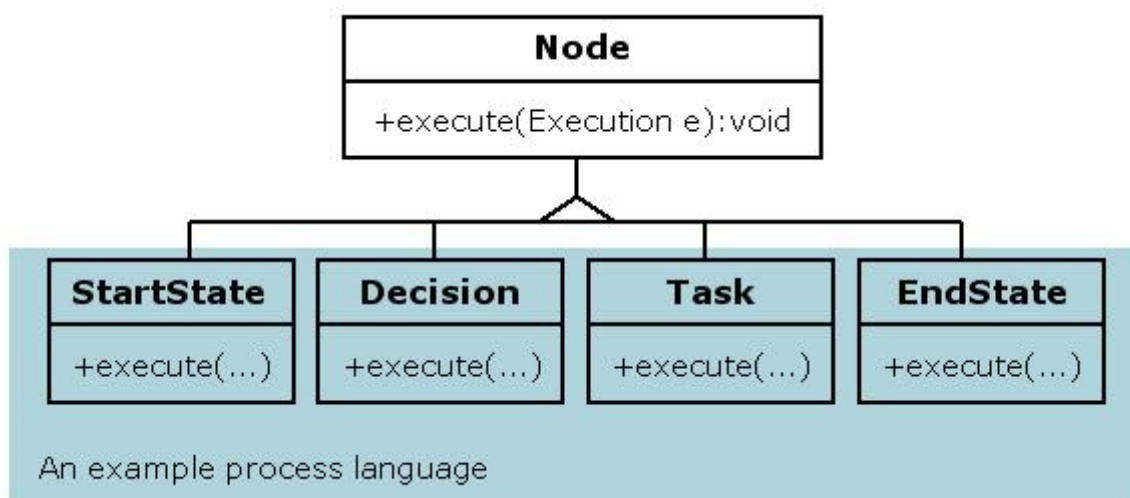 Node
+execute(Execution e):void
StartState
Decision
Task
EndState
+execute(...)
+execute(...)
+execute(...)
+execute(...)
An example process language